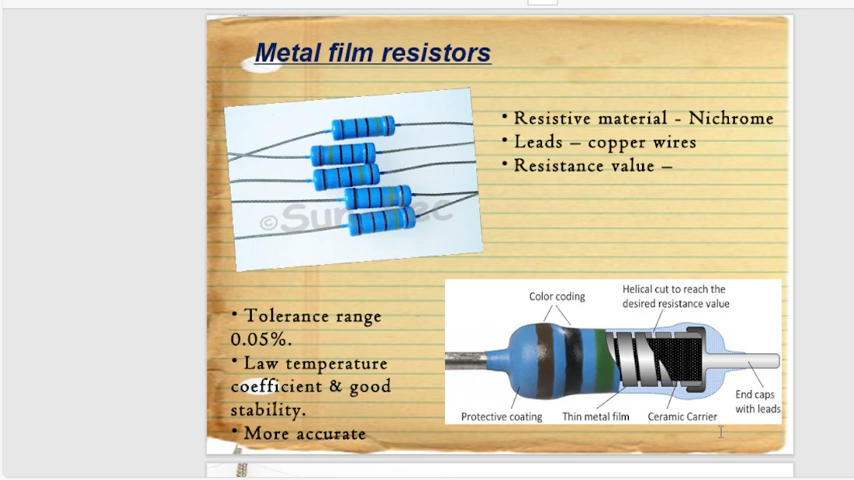 Metal film resistors
• Resistive material - Nichrome
• Leads – copper wires
• Resistance value –
• Tolerance range
0.05%.
• Law temperature
coefficient & good
stability.
• More accurate
Color coding
Helical cut to reach the
desired resistance value
Protective coating
Thin metal film
Ceramic Carrier
End caps
with leads